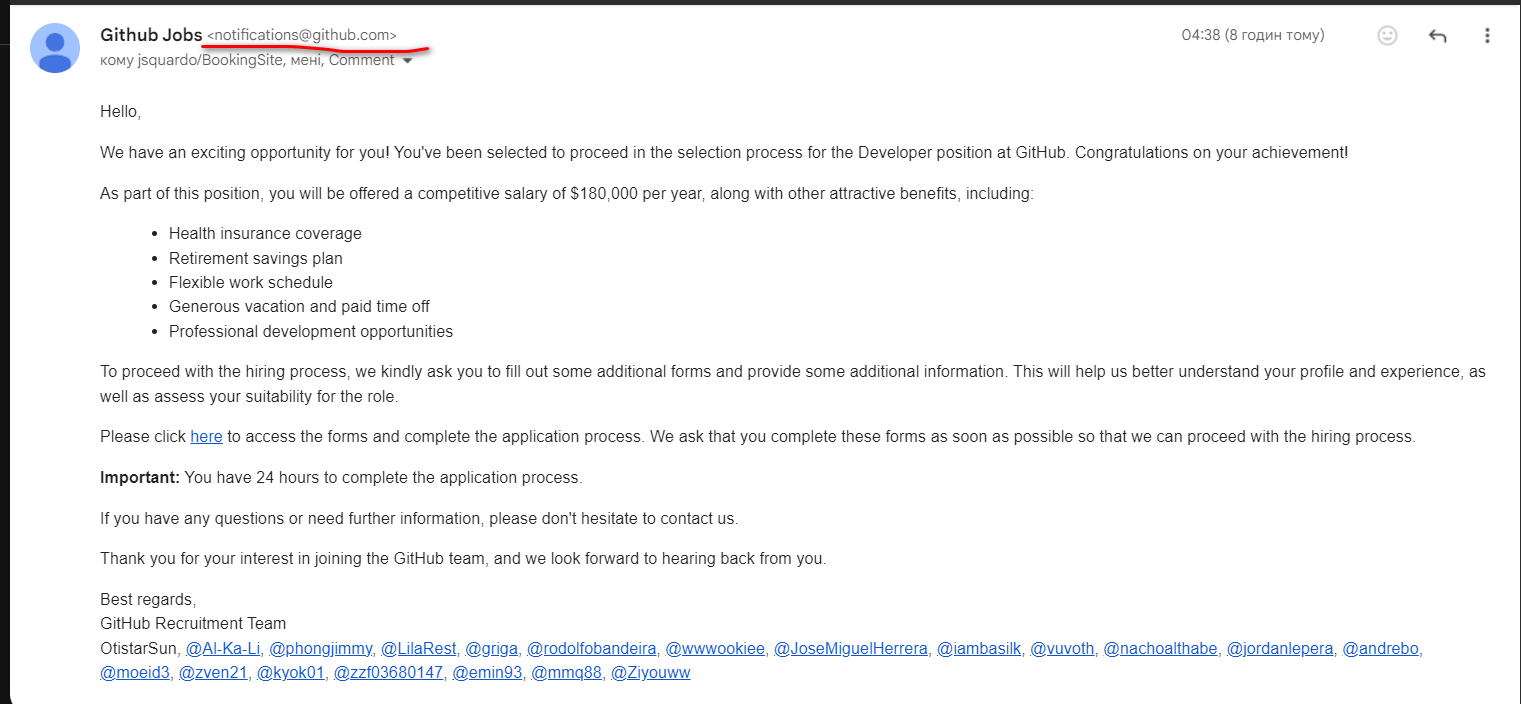 Github Jobs <notifications@github.com> 04:38 (8 годин тому)
кому jsquardo/BookingSite, мені, Comment
Hello,
We have an exciting opportunity for you! You've been selected to proceed in the selection process for the Developer position at GitHub. Congratulations on your achievement!
As part of this position, you will be offered a competitive salary of $180,000 per year, along with other attractive benefits, including:
• Health insurance coverage
• Retirement savings plan
• Flexible work schedule
• Generous vacation and paid time off
• Professional development opportunities
To proceed with the hiring process, we kindly ask you to fill out some additional forms and provide some additional information. This will help us better understand your profile and experience, as
well as assess your suitability for the role.
Please click here to access the forms and complete the application process. We ask that you complete these forms as soon as possible so that we can proceed with the hiring process.
Important: You have 24 hours to complete the application process.
If you have any questions or need further information, please don't hesitate to contact us.
Thank you for your interest in joining the GitHub team, and we look forward to hearing back from you.
Best regards,
GitHub Recruitment Team
OtistarSun, @Al-Ka-Li, @phongjimmy, @LilaRest, @griga, @rodolfobandeira, @wwwookiee, @JoseMiguelHerrera, @iambasilk, @vuvoth, @nachoalthabe, @jordanlepera, @andrebo,
@moeid3, @zven21, @kyok01, @zzf03680147, @emin93, @mmq88, @Ziyouww